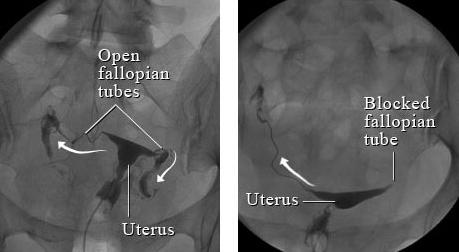 Open
fallopian
tubes
Uterus
Blocked
fallopian
tube
Uterus